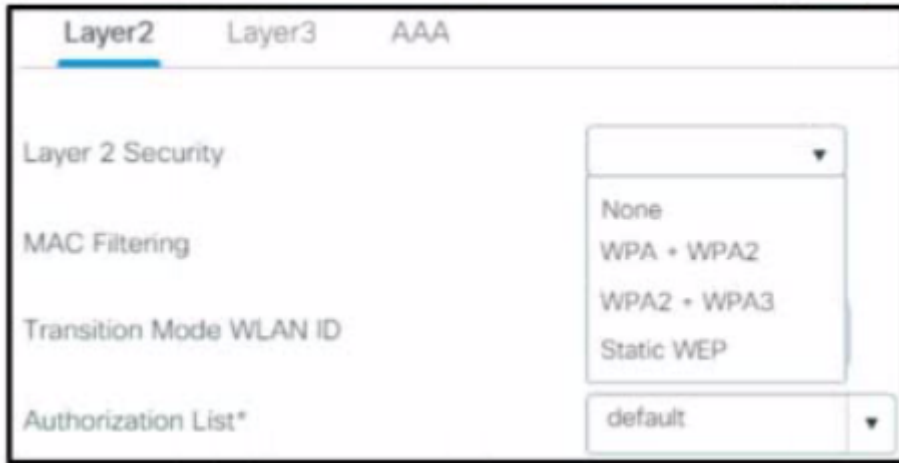 Layer2 Layer3 AAA
Layer 2 Security
None
MAC Filtering
WPA + WPA2
WPA2 + WPA3
Transition Mode WLAN ID
Static WEP
Authorization List* default